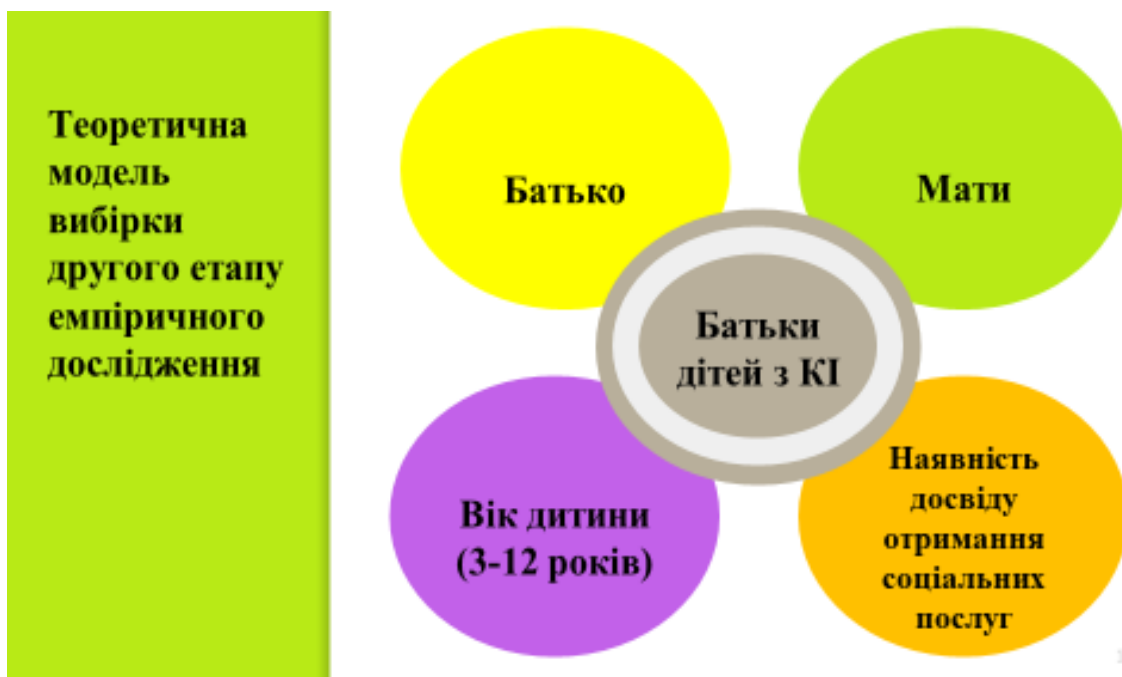 Теоретична
модель
вибірки
другого етапу
емпіричного
дослідження
Батько
Мати
Батьки
дітей з КІ
Вік дитини
(3-12 років)
Наявність
досвіду
отримання
соціальних
послуг